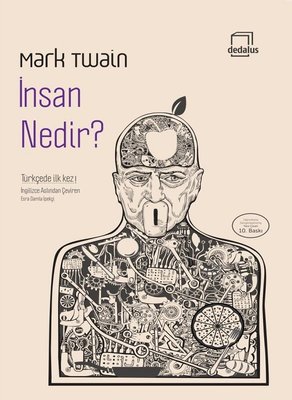 Mark Twain
dedalus
İnsan
Nedir?
Türkçede ilk kez!
İngilizce Aslından Çeviren
Esra Damla İpekçi
10. Baskı